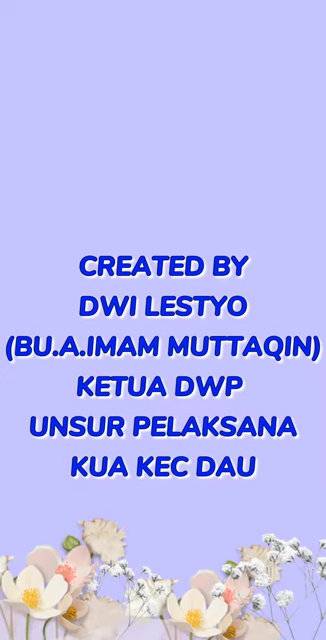 CREATED BY
DWI LESTYO
(BU.A.IMAM MUTTAQIN)
KETUA DWP
UNSUR PELAKSANA
KUA KEC DAU